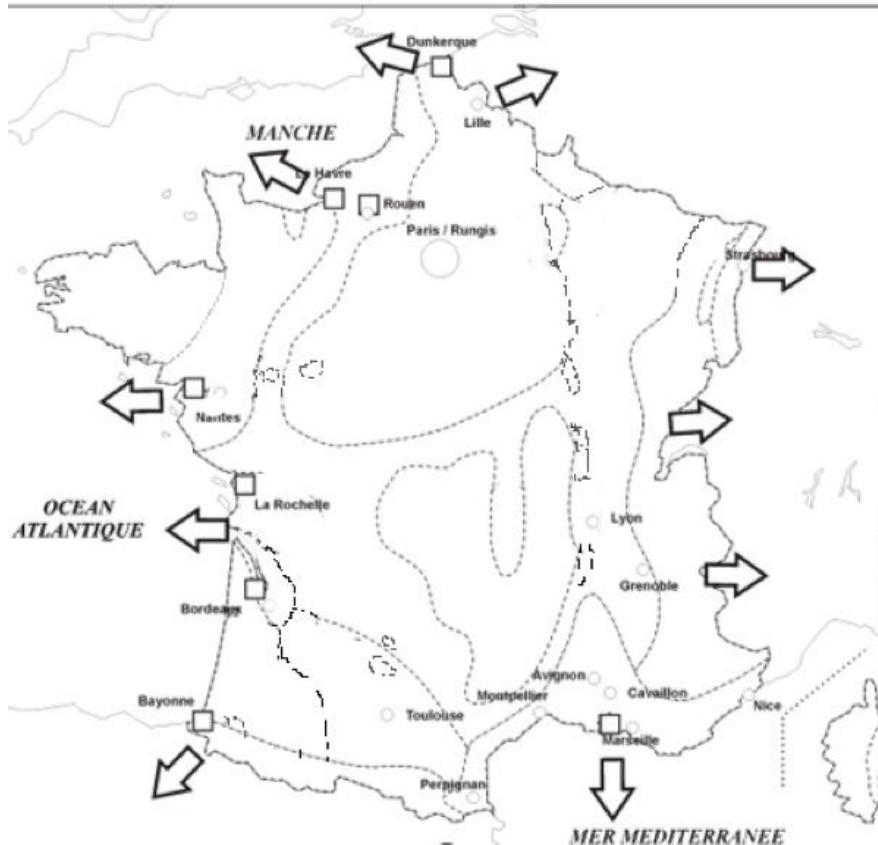 Dunkerque
Lille
MANCHE
Le Havre
Rouen
Paris / Rungis
Strasbourg
Nantes
La Rochelle
OCEAN
ATLANTIQUE
Lyon
Grenoble
Bordeaux
Avignon
Cavaillon
Montpellier
Bayonne
Toulouse
Nice
Marseille
Perpignan
MER MEDITERRANEE